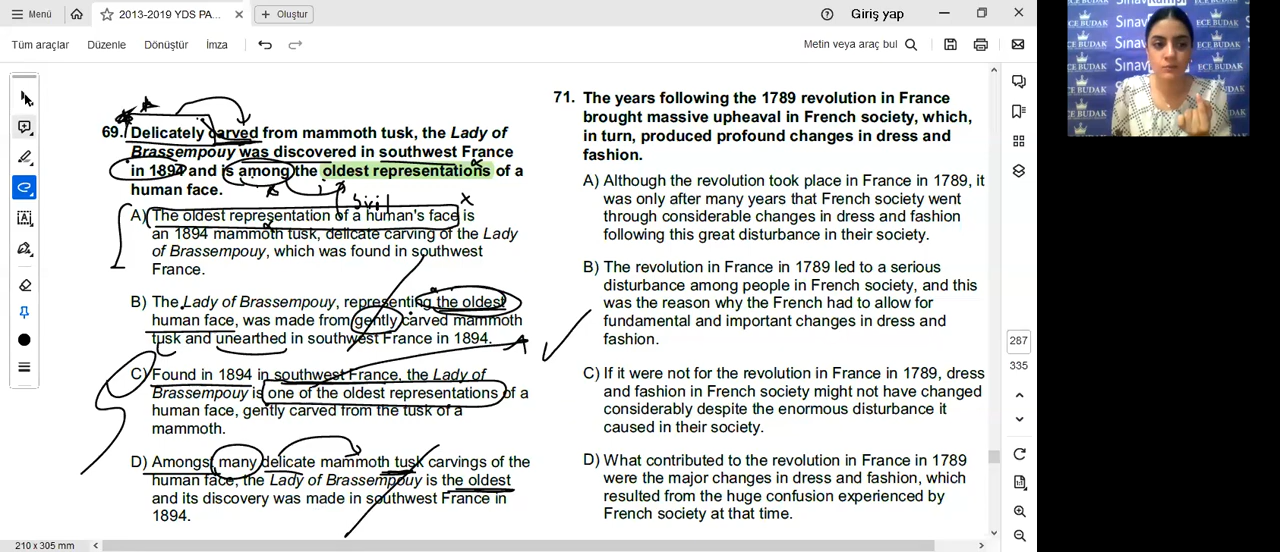 Menü
2013-2019 YDS PA...
Oluştur
Giriş yap
Tüm araçlar
Düzenle
Dönüştür
İmza
Metin veya araç bul
69. Delicately carved from mammoth tusk, the Lady of
Brassempouy was discovered in southwest France
in 1894 and is among the oldest representations of a
human face.
A) The oldest representation of a human's face is
an 1894 mammoth tusk, delicate carving of the Lady
of Brassempouy, which was found in southwest
France.
B) The Lady of Brassempouy, representing the oldest
human face, was made from gently carved mammoth
tusk and unearthed in southwest France in 1894.
C) Found in 1894 in southwest France, the Lady of
Brassempouy is one of the oldest representations of a
human face, gently carved from the tusk of a
mammoth.
D) Amongst many delicate mammoth tusk carvings of the
human face, the Lady of Brassempouy is the oldest
and its discovery was made in southwest France in
1894.
71. The years following the 1789 revolution in France
brought massive upheaval in French society, which,
in turn, produced profound changes in dress and
fashion.
A) Although the revolution took place in France in 1789, it
was only after many years that French society went
through considerable changes in dress and fashion
following this great disturbance in their society.
B) The revolution in France in 1789 led to a serious
disturbance among people in French society, and this
was the reason why the French had to allow for
fundamental and important changes in dress and
fashion.
C) If it were not for the revolution in France in 1789, dress
and fashion in French society might not have changed
considerably despite the enormous disturbance it
caused in their society.
D) What contributed to the revolution in France in 1789
were the major changes in dress and fashion, which
resulted from the huge confusion experienced by
French society at that time.
287
335
210 x 305 mm
ECE BUDAK
ECE BUDAK